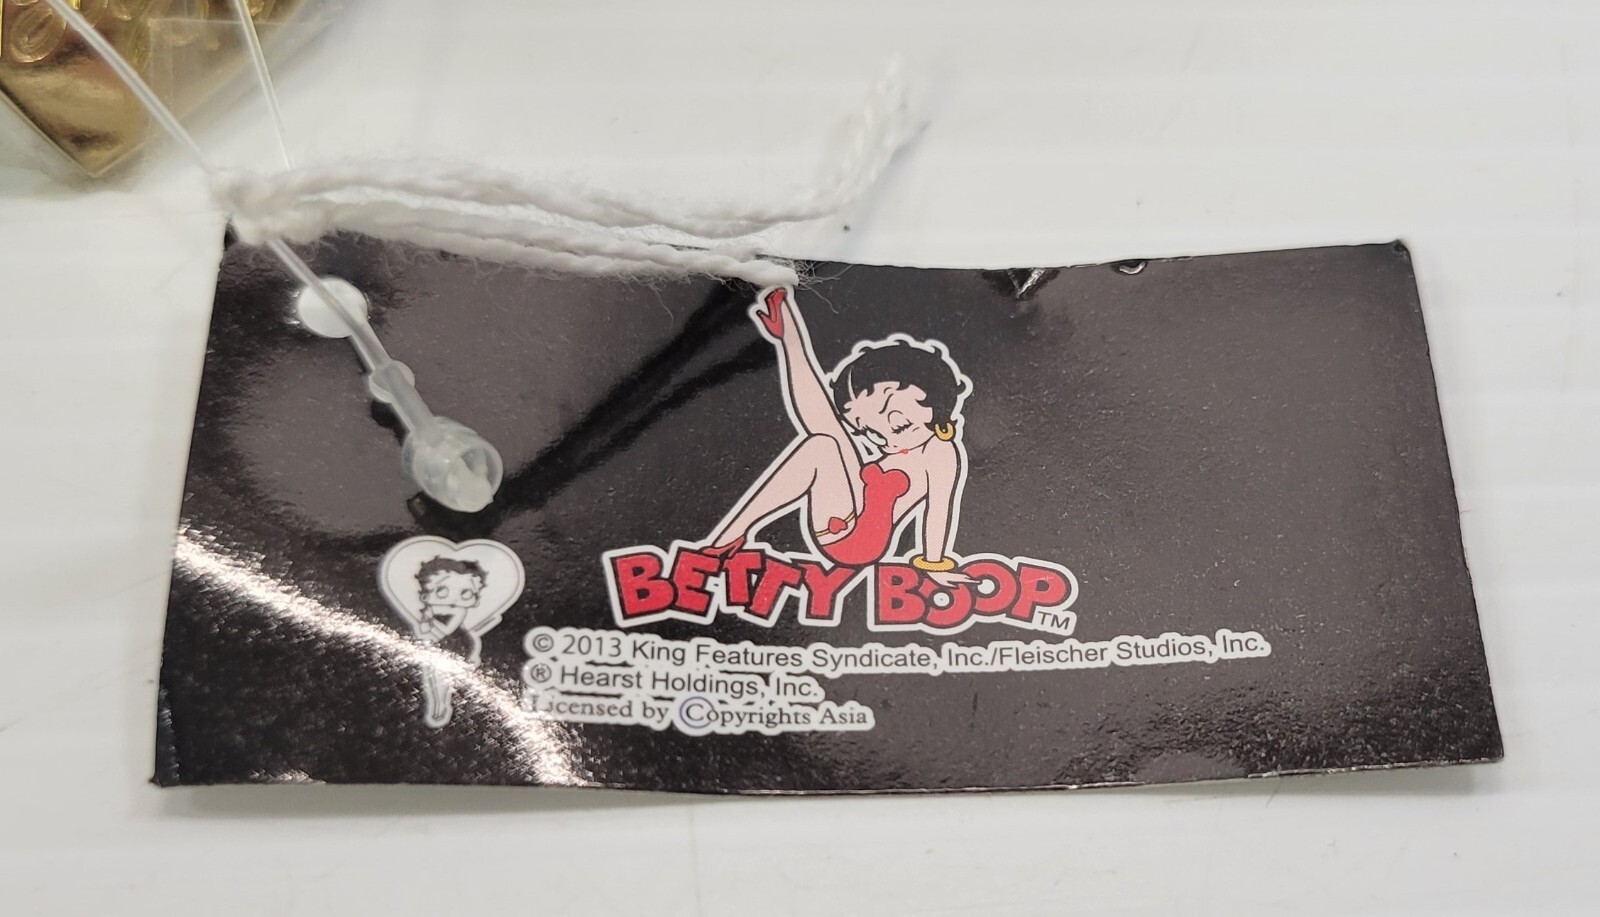 BETTY BOOP™
© 2013 King Features Syndicate, Inc./Fleischer Studios, Inc.
® Hearst Holdings, Inc.
Licensed by Copyrights Asia